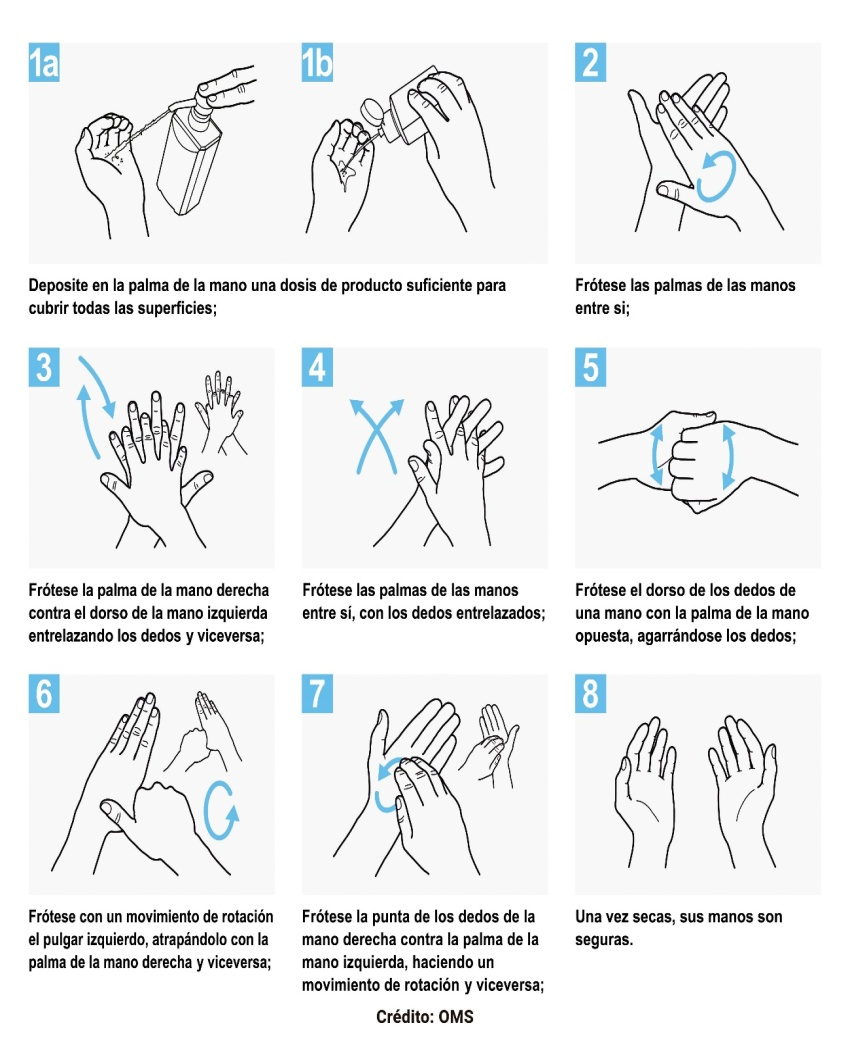 1a
1b
2
Deposite en la palma de la mano una dosis de producto suficiente para
cubrir todas las superficies;
Frótese las palmas de las manos
entre si;
3
4
5
Frótese la palma de la mano derecha
contra el dorso de la mano izquierda
entrelazando los dedos y viceversa;
Frótese las palmas de las manos
entre sí, con los dedos entrelazados;
Frótese el dorso de los dedos de
una mano con la palma de la mano
opuesta, agarrándose los dedos;
6
7
8
Frótese con un movimiento de rotación
el pulgar izquierdo, atrapándolo con la
palma de la mano derecha y viceversa;
Frótese la punta de los dedos de la
mano derecha contra la palma de la
mano izquierda, haciendo un
movimiento de rotación y viceversa;
Una vez secas, sus manos son
seguras.
Crédito: OMS